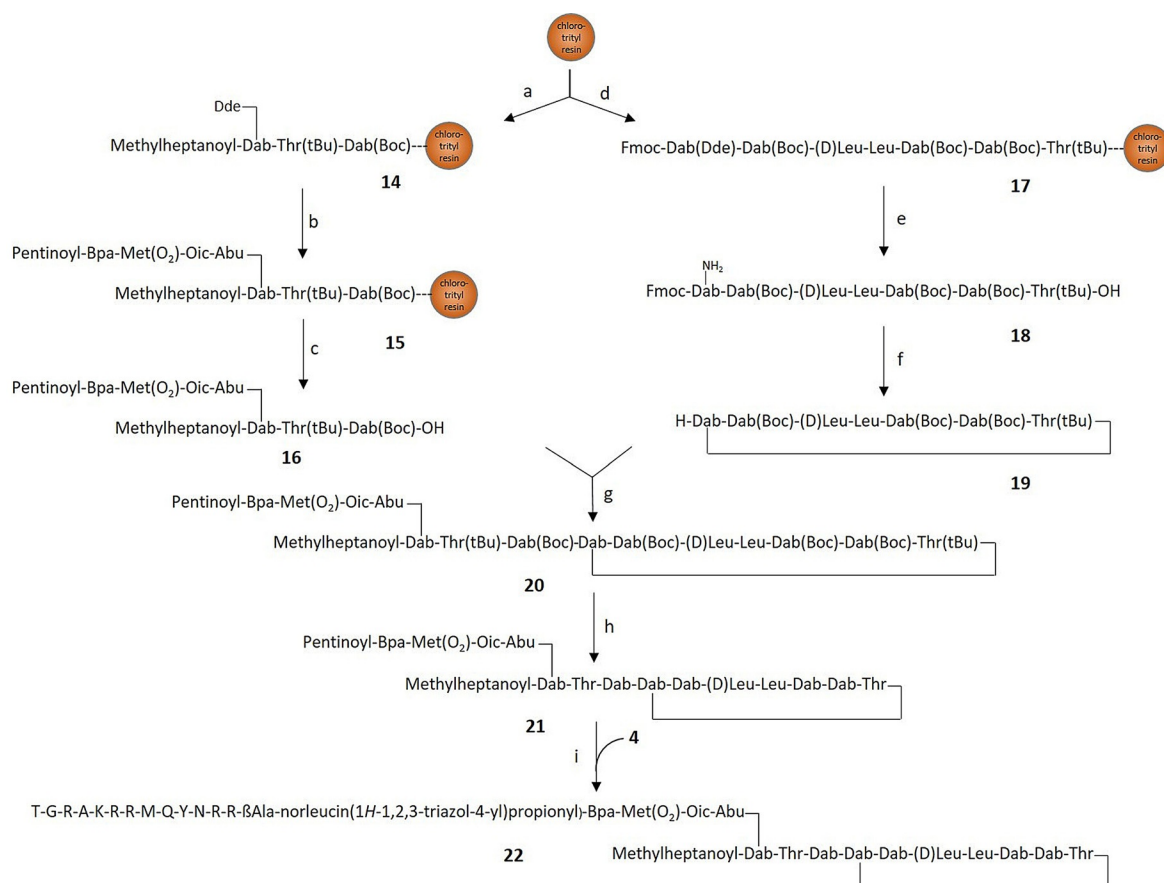 chloro-
trityl
resin
a
d
Dde
Methylheptanoyl-Dab-Thr(tBu)-Dab(Boc)---
chloro-
trityl
resin
14
Fmoc-Dab(Dde)-Dab(Boc)-(D)Leu-Leu-Dab(Boc)-Dab(Boc)-Thr(tBu)---
chloro-
trityl
resin
17
b
e
Pentinoyl-Bpa-Met(O2)-Oic-Abu
Methylheptanoyl-Dab-Thr(tBu)-Dab(Boc)---
chloro-
trityl
resin
15
NH2
Fmoc-Dab-Dab(Boc)-(D)Leu-Leu-Dab(Boc)-Dab(Boc)-Thr(tBu)-OH
18
c
f
Pentinoyl-Bpa-Met(O2)-Oic-Abu
Methylheptanoyl-Dab-Thr(tBu)-Dab(Boc)-OH
16
H-Dab-Dab(Boc)-(D)Leu-Leu-Dab(Boc)-Dab(Boc)-Thr(tBu)
19
g
Pentinoyl-Bpa-Met(O2)-Oic-Abu
Methylheptanoyl-Dab-Thr(tBu)-Dab(Boc)-Dab-Dab(Boc)-(D)Leu-Leu-Dab(Boc)-Dab(Boc)-Thr(tBu)
20
h
Pentinoyl-Bpa-Met(O2)-Oic-Abu
Methylheptanoyl-Dab-Thr-Dab-Dab-Dab-(D)Leu-Leu-Dab-Dab-Thr
21
4
i
T-G-R-A-K-R-R-M-Q-Y-N-R-R-ßAla-norleucin(1H-1,2,3-triazol-4-yl)propionyl)-Bpa-Met(O2)-Oic-Abu
22
Methylheptanoyl-Dab-Thr-Dab-Dab-Dab-(D)Leu-Leu-Dab-Dab-Thr